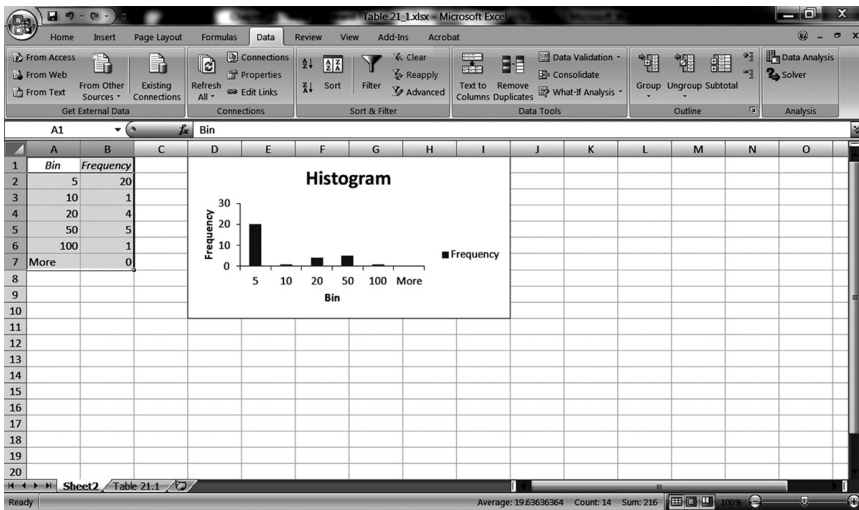 Table 21_1.xlsx - Microsoft Excel
Home Insert Page Layout Formulas Data Review View Add-Ins Acrobat
From Access
From Web
From Text
From Other Sources
Existing Connections
Get External Data
Refresh All
Connections
Properties
Edit Links
Connections
Sort
Filter
Clear
Reapply
Advanced
Sort & Filter
Text to Columns
Remove Duplicates
Data Validation
Consolidate
What-If Analysis
Data Tools
Group
Ungroup
Subtotal
Outline
Data Analysis
Solver
Analysis
A1 fx Bin
A B C D E F G H I J K L M N O
1 Bin Frequency
2 5 20
3 10 1
4 20 4
5 50 5
6 100 1
7 More 0
8
9
10
11
12
13
14
15
16
17
18
19
20
Histogram
Frequency
30
20
10
0
5 10 20 50 100 More
Bin
Frequency
Sheet2 Table 21.1
Ready Average: 19.63636364 Count: 14 Sum: 216 100%